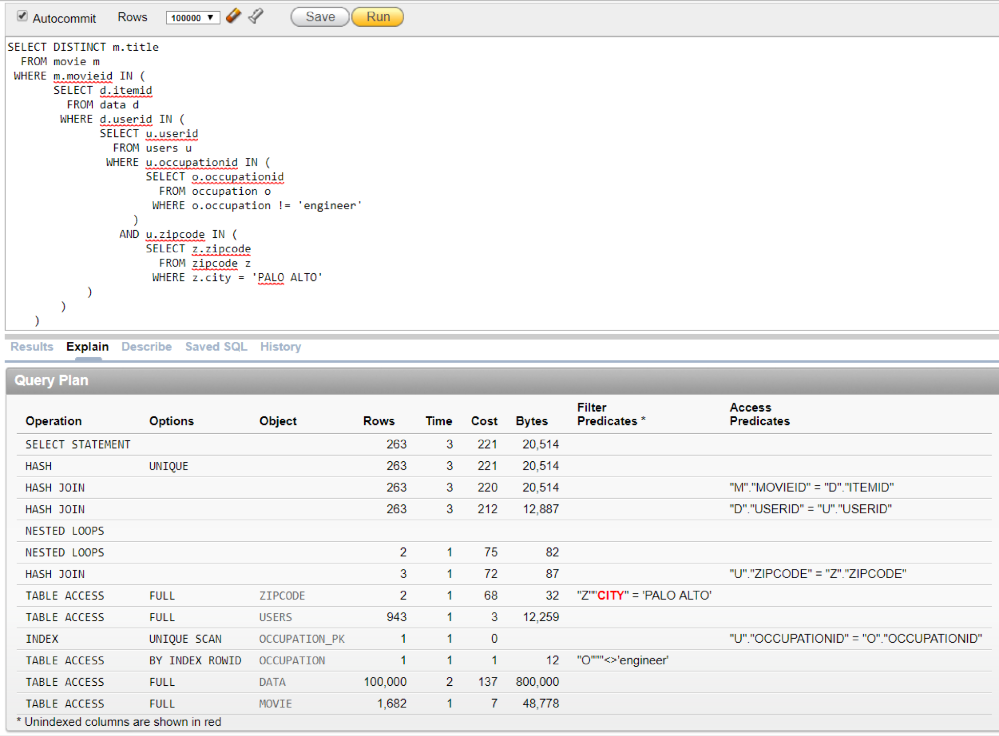 Autocommit Rows 100000 ▼ Save Run
SELECT DISTINCT m.title
FROM movie m
WHERE m.movieid IN (
SELECT d.itemid
FROM data d
WHERE d.userid IN (
SELECT u.userid
FROM users u
WHERE u.occupationid IN (
SELECT o.occupationid
FROM occupation o
WHERE o.occupation != 'engineer'
)
AND u.zipcode IN (
SELECT z.zipcode
FROM zipcode z
WHERE z.city = 'PALO ALTO'
)
)
)
Results Explain Describe Saved SQL History
Query Plan
Operation Options Object Rows Time Cost Bytes Filter Predicates * Access Predicates
SELECT STATEMENT 263 3 221 20,514
HASH UNIQUE 263 3 221 20,514
HASH JOIN 263 3 220 20,514 "M"."MOVIEID" = "D"."ITEMID"
HASH JOIN 263 3 212 12,887 "D"."USERID" = "U"."USERID"
NESTED LOOPS
NESTED LOOPS 2 1 75 82
HASH JOIN 3 1 72 87 "U"."ZIPCODE" = "Z"."ZIPCODE"
TABLE ACCESS FULL ZIPCODE 2 1 68 32 "Z""CITY" = 'PALO ALTO'
TABLE ACCESS FULL USERS 943 1 3 12,259
INDEX UNIQUE SCAN OCCUPATION_PK 1 1 0 "U"."OCCUPATIONID" = "O"."OCCUPATIONID"
TABLE ACCESS BY INDEX ROWID OCCUPATION 1 1 1 12 "O"""<>'engineer'
TABLE ACCESS FULL DATA 100,000 2 137 800,000
TABLE ACCESS FULL MOVIE 1,682 1 7 48,778
* Unindexed columns are shown in red